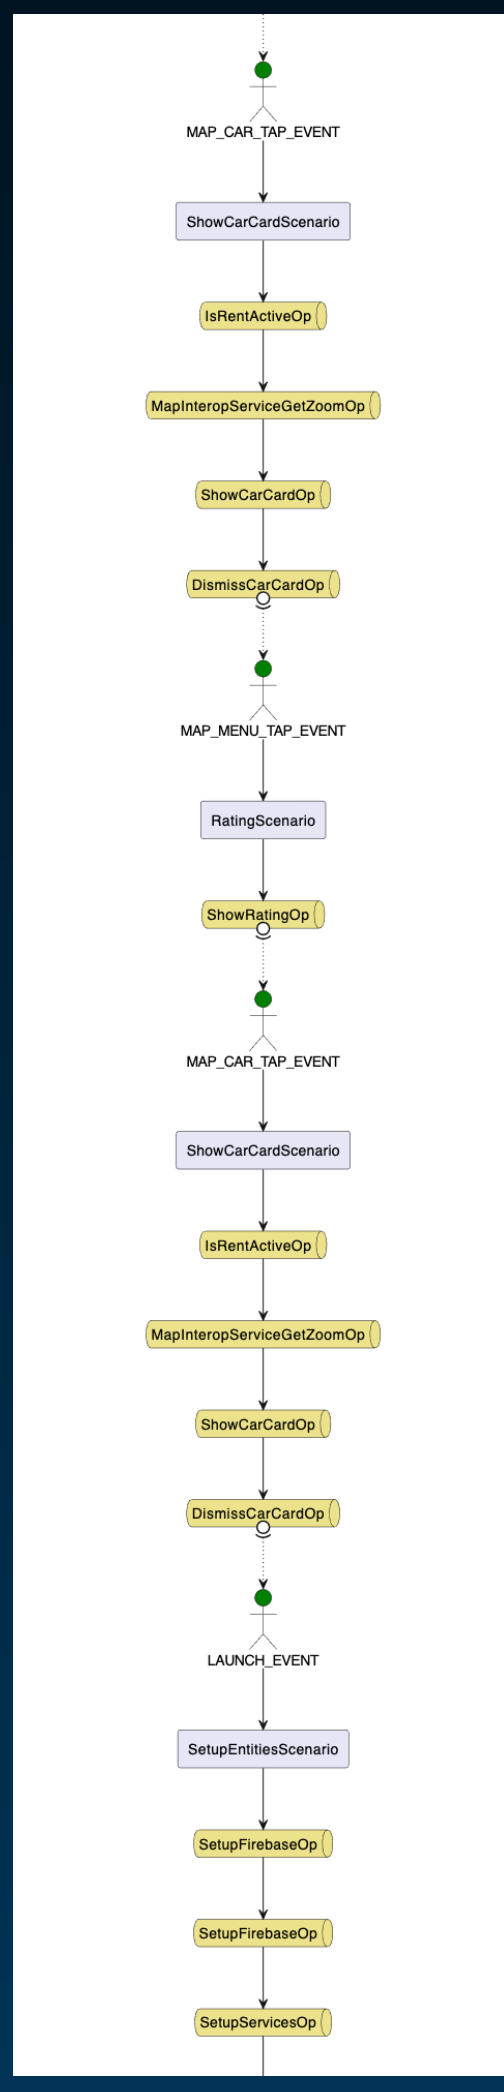 MAP_CAR_TAP_EVENT
ShowCarCardScenario
IsRentActiveOp
MapInteropServiceGetZoomOp
ShowCarCardOp
DismissCarCardOp
MAP_MENU_TAP_EVENT
RatingScenario
ShowRatingOp
MAP_CAR_TAP_EVENT
ShowCarCardScenario
IsRentActiveOp
MapInteropServiceGetZoomOp
ShowCarCardOp
DismissCarCardOp
LAUNCH_EVENT
SetupEntitiesScenario
SetupFirebaseOp
SetupFirebaseOp
SetupServicesOp